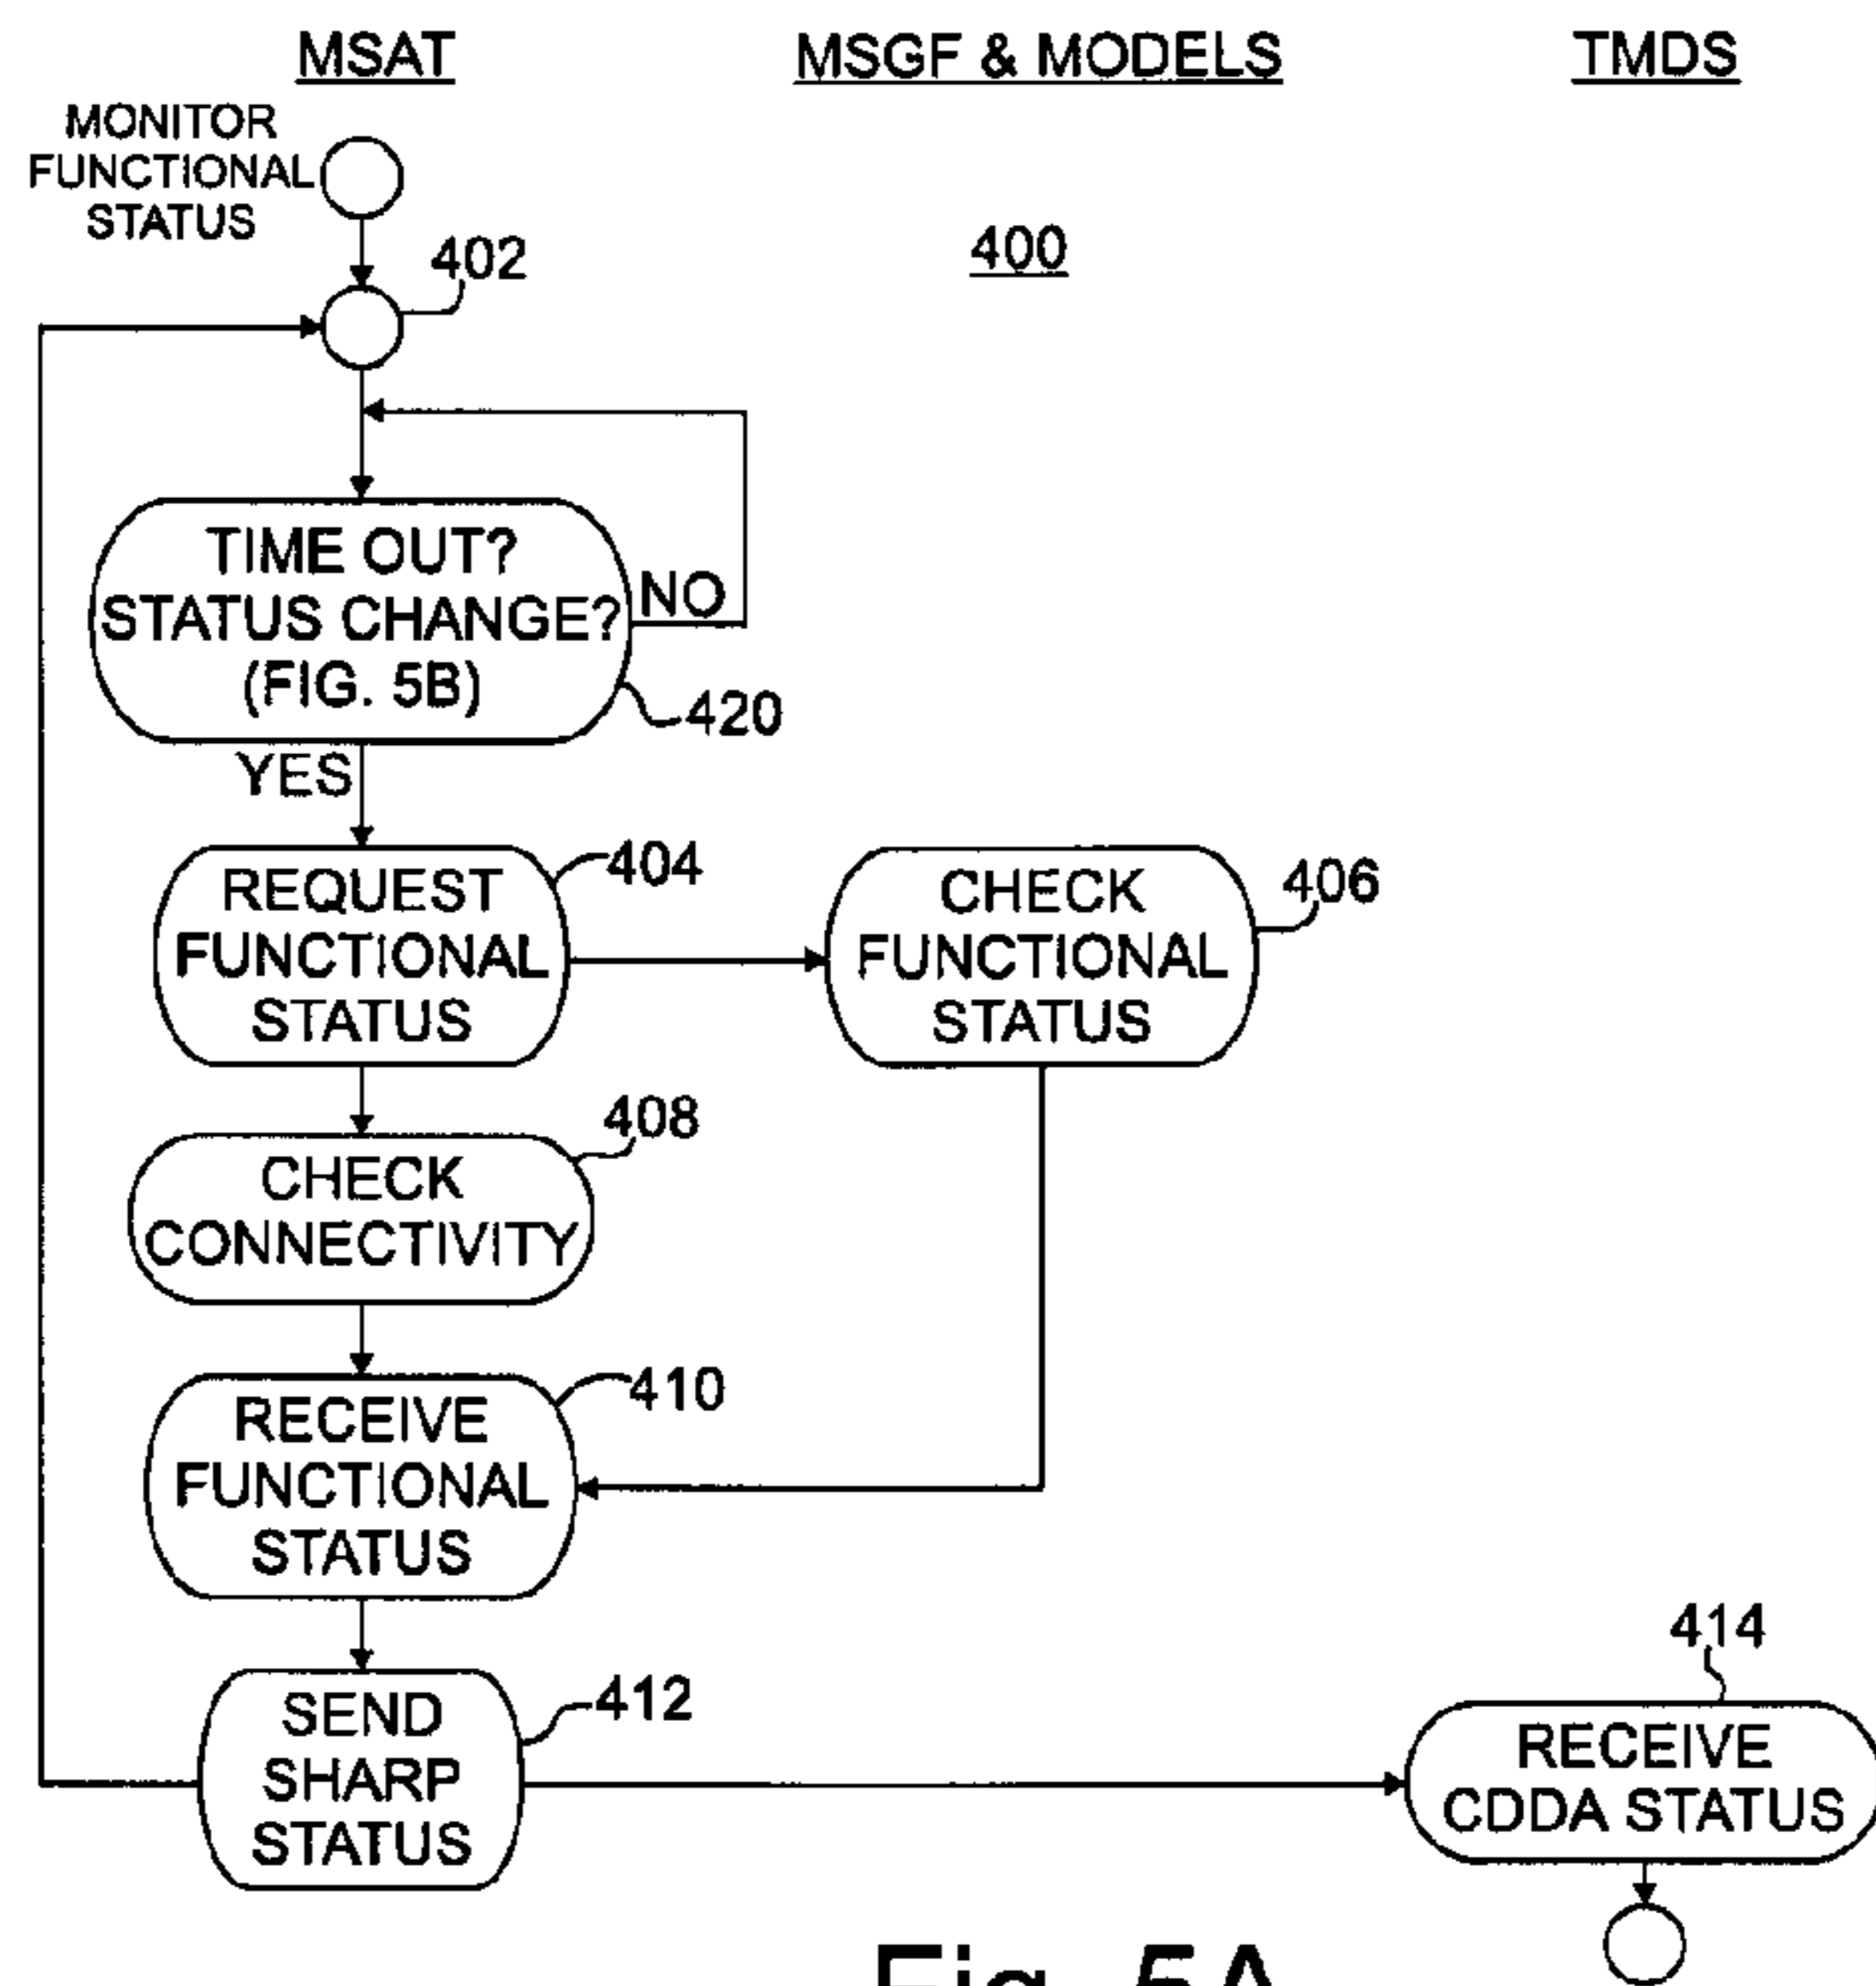 MSAT
MSGF & MODELS
TMDS
MONITOR
FUNCTIONAL
STATUS
400
402
TIME OUT?
STATUS CHANGE?
(FIG. 5B)
NO
420
YES
REQUEST
FUNCTIONAL
STATUS
404
CHECK
FUNCTIONAL
STATUS
406
CHECK
CONNECTIVITY
408
RECEIVE
FUNCTIONAL
STATUS
410
SEND
SHARP
STATUS
412
414
RECEIVE
CDDA STATUS
Fig. 5A